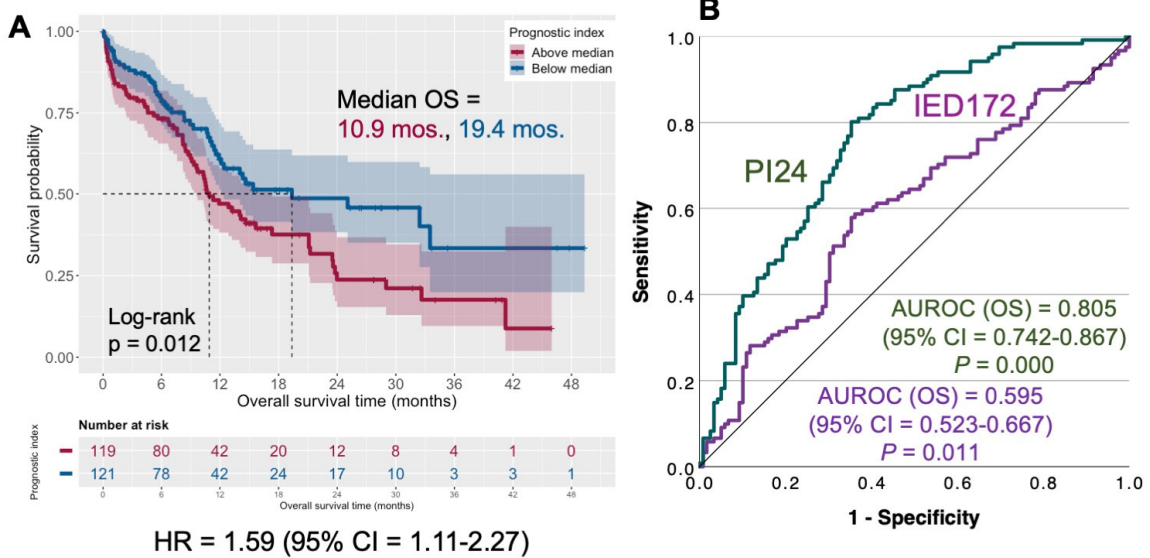 A
1.00
0.75
0.50
0.25
0.00
Survival probability
Prognostic index
Above median
Below median
Median OS =
10.9 mos., 19.4 mos.
Log-rank
p = 0.012
0 6 12 18 24 30 36 42 48
Overall survival time (months)
Number at risk
Prognostic index
119 80 42 20 12 8 4 1 0
121 78 42 24 17 10 3 3 1
0 6 12 18 24 30 36 42 48
Overall survival time (months)
HR = 1.59 (95% CI = 1.11-2.27)
B
1.0
0.8
0.6
0.4
0.2
0.0
Sensitivity
IED172
PI24
AUROC (OS) = 0.805
(95% CI = 0.742-0.867)
P = 0.000
AUROC (OS) = 0.595
(95% CI = 0.523-0.667)
P = 0.011
0.0 0.2 0.4 0.6 0.8 1.0
1 - Specificity